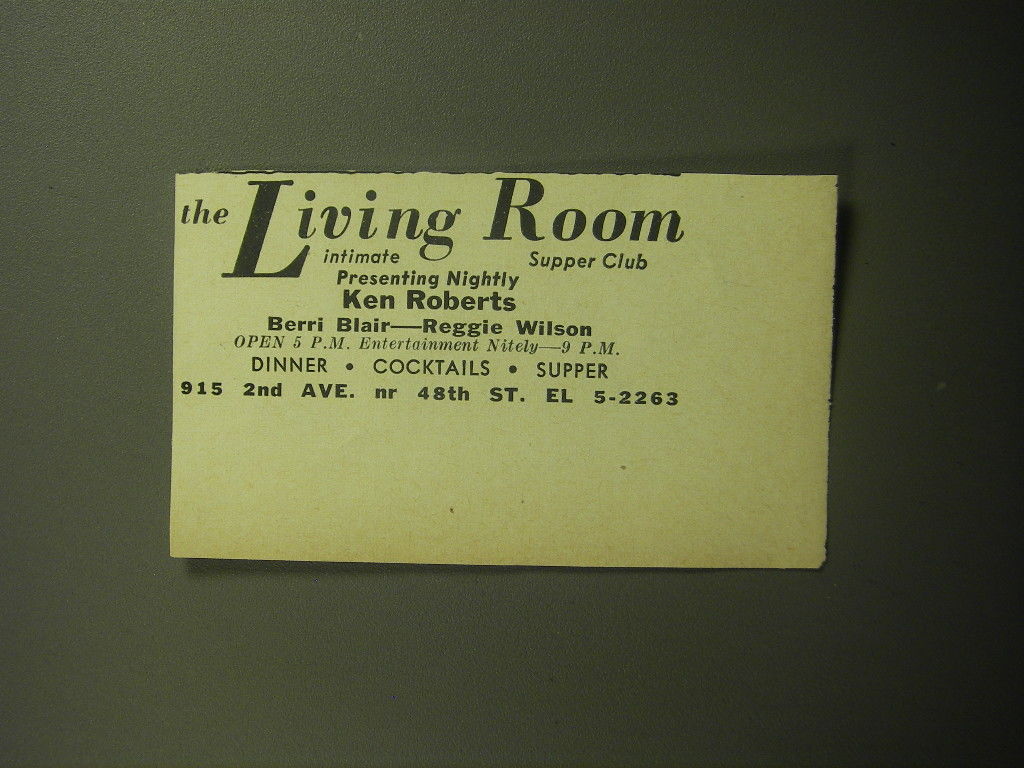 the Living Room
intimate Supper Club
Presenting Nightly
Ken Roberts
Berri Blair—Reggie Wilson
OPEN 5 P.M. Entertainment Nitely—9 P.M.
DINNER • COCKTAILS • SUPPER
915 2nd AVE. nr 48th ST. EL 5-2263